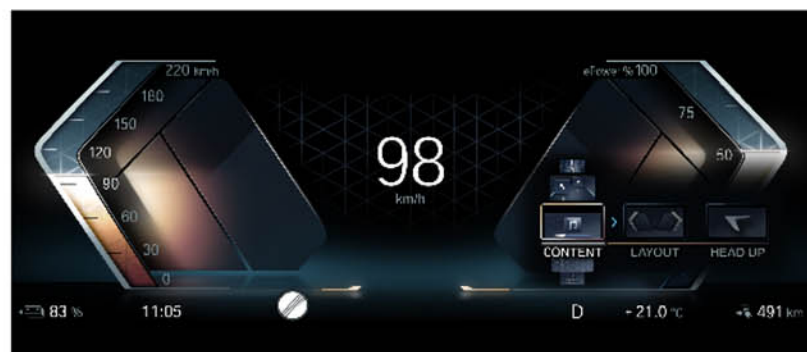 220 km/h
180
150
120
90
60
30
0
98
km/h
ePower % 100
75
50
CONTENT
LAYOUT
HEAD UP
83 %
11:05
D
+21.0 °C
491 km